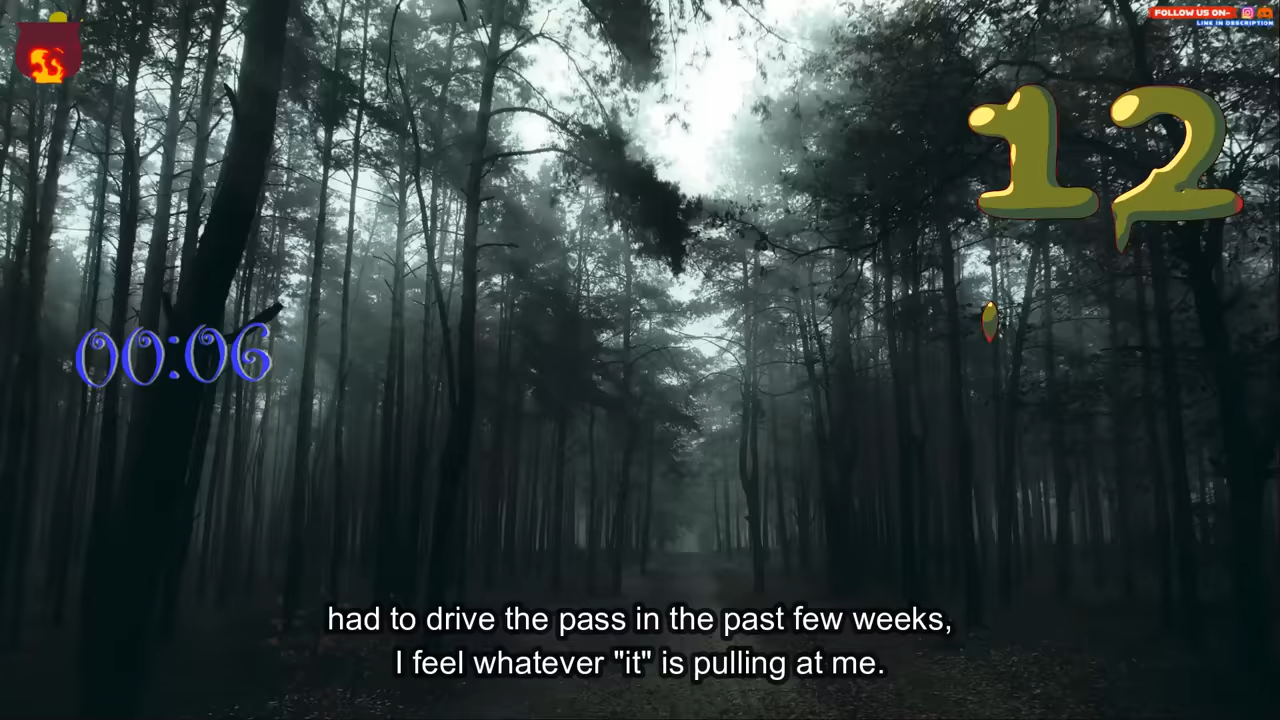 FOLLOW US ON-
LINK IN DESCRIPTION
12
00:06
had to drive the pass in the past few weeks,
I feel whatever "it" is pulling at me.